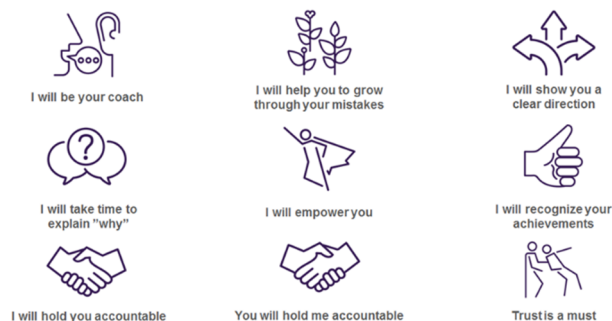 I will be your coach
I will help you to grow
through your mistakes
I will show you a
clear direction
?
I will take time to
explain "why"
I will empower you
I will recognize your
achievements
I will hold you accountable
You will hold me accountable
Trust is a must